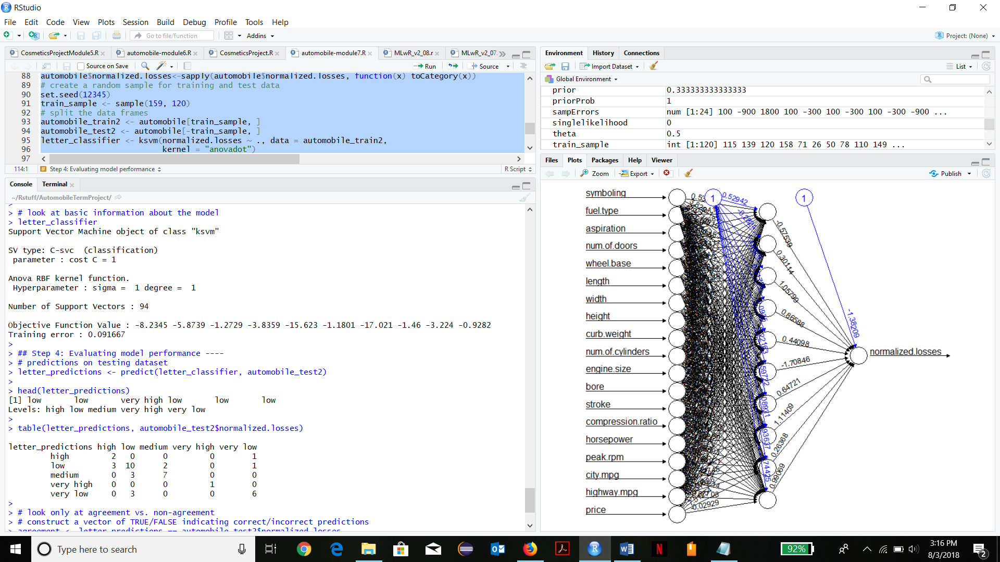 RStudio
File Edit Code View Plots Session Build Debug Profile Tools Help
Go to file/function Addins Project: (None)
CosmeticsProjectModule5.R automobile-module6.R CosmeticsProject.R automobile-module7.R MLwR_v2_08.r MLwR_v2_07.
Source on Save Run Source
88 automobile$normalized.losses<-sapply(automobile$normalized.losses, function(x) toCategory(x))
89 # create a random sample for training and test data
90 set.seed(12345)
91 train_sample <- sample(159, 120)
92 # split the data frames
93 automobile_train2 <- automobile[train_sample, ]
94 automobile_test2 <- automobile[-train_sample, ]
95 letter_classifier <- ksvm(normalized.losses ~ ., data = automobile_train2,
96 kernel = "anovadot")
97
114:1 # Step 4: Evaluating model performance R Script
Console Terminal
~/Rstuff/AutomobileTermProject/
>
> # look at basic information about the model
> letter_classifier
Support Vector Machine object of class "ksvm"
SV type: C-svc (classification)
parameter : cost C = 1
Anova RBF kernel function.
Hyperparameter : sigma = 1 degree = 1
Number of Support Vectors : 94
Objective Function Value : -8.2345 -5.8739 -1.2729 -3.8359 -15.623 -1.1801 -17.021 -1.46 -3.224 -0.9282
Training error : 0.091667
>
> ## Step 4: Evaluating model performance ----
> # predictions on testing dataset
> letter_predictions <- predict(letter_classifier, automobile_test2)
>
> head(letter_predictions)
[1] low low very high low low low
Levels: high low medium very high very low
>
> table(letter_predictions, automobile_test2$normalized.losses)
letter_predictions high low medium very high very low
high 2 0 0 0 1
low 3 10 2 0 1
medium 0 3 7 0 0
very high 0 0 0 1 0
very low 0 3 0 0 6
>
> # look only at agreement vs. non-agreement
> # construct a vector of TRUE/FALSE indicating correct/incorrect predictions
> agreement <- letter_predictions == automobile_test2$normalized.losses
Environment History Connections
Import Dataset List
Global Environment
prior 0.333333333333333
priorProb 1
sampErrors num [1:24] 100 -900 1800 100 -300 100 -300 100 -300 -900 ...
singlelikelihood 0
theta 0.5
train_sample int [1:120] 115 139 120 158 71 26 50 78 110 149 ...
Files Plots Packages Help Viewer
Zoom Export Publish
symboling
fuel.type
aspiration
num.of.doors
wheel.base
length
width
height
curb.weight
num.of.cylinders
engine.size
bore
stroke
compression.ratio
horsepower
peak.rpm
city.mpg
highway.mpg
price
1
1
0.52942
-0.57539
0.30114
1.05799
0.86588
0.44098
-1.70846
0.64721
1.11409
0.26368
0.99069
-1.38209
0.02929
normalized.losses
Type here to search
92%
3:16 PM
8/3/2018
2